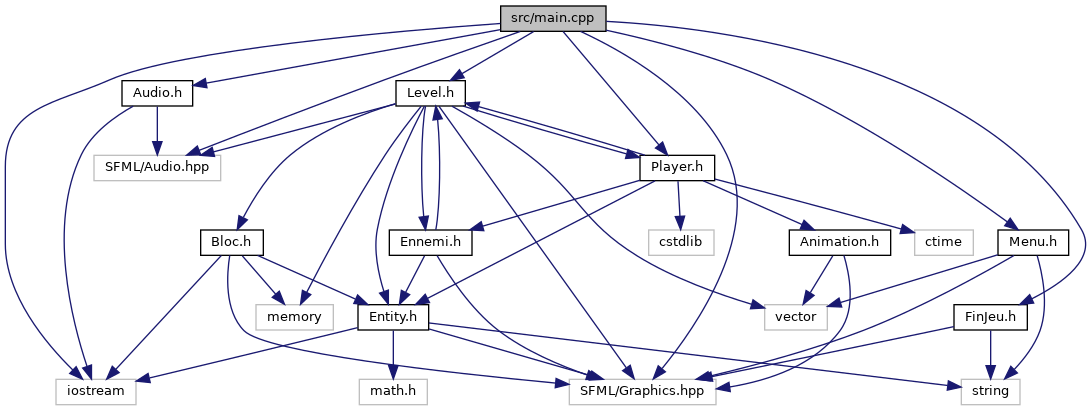 src/main.cpp
Audio.h
Level.h
SFML/Audio.hpp
Player.h
Bloc.h
Ennemi.h
cstdlib
Animation.h
ctime
Menu.h
memory
Entity.h
vector
FinJeu.h
iostream
math.h
SFML/Graphics.hpp
string